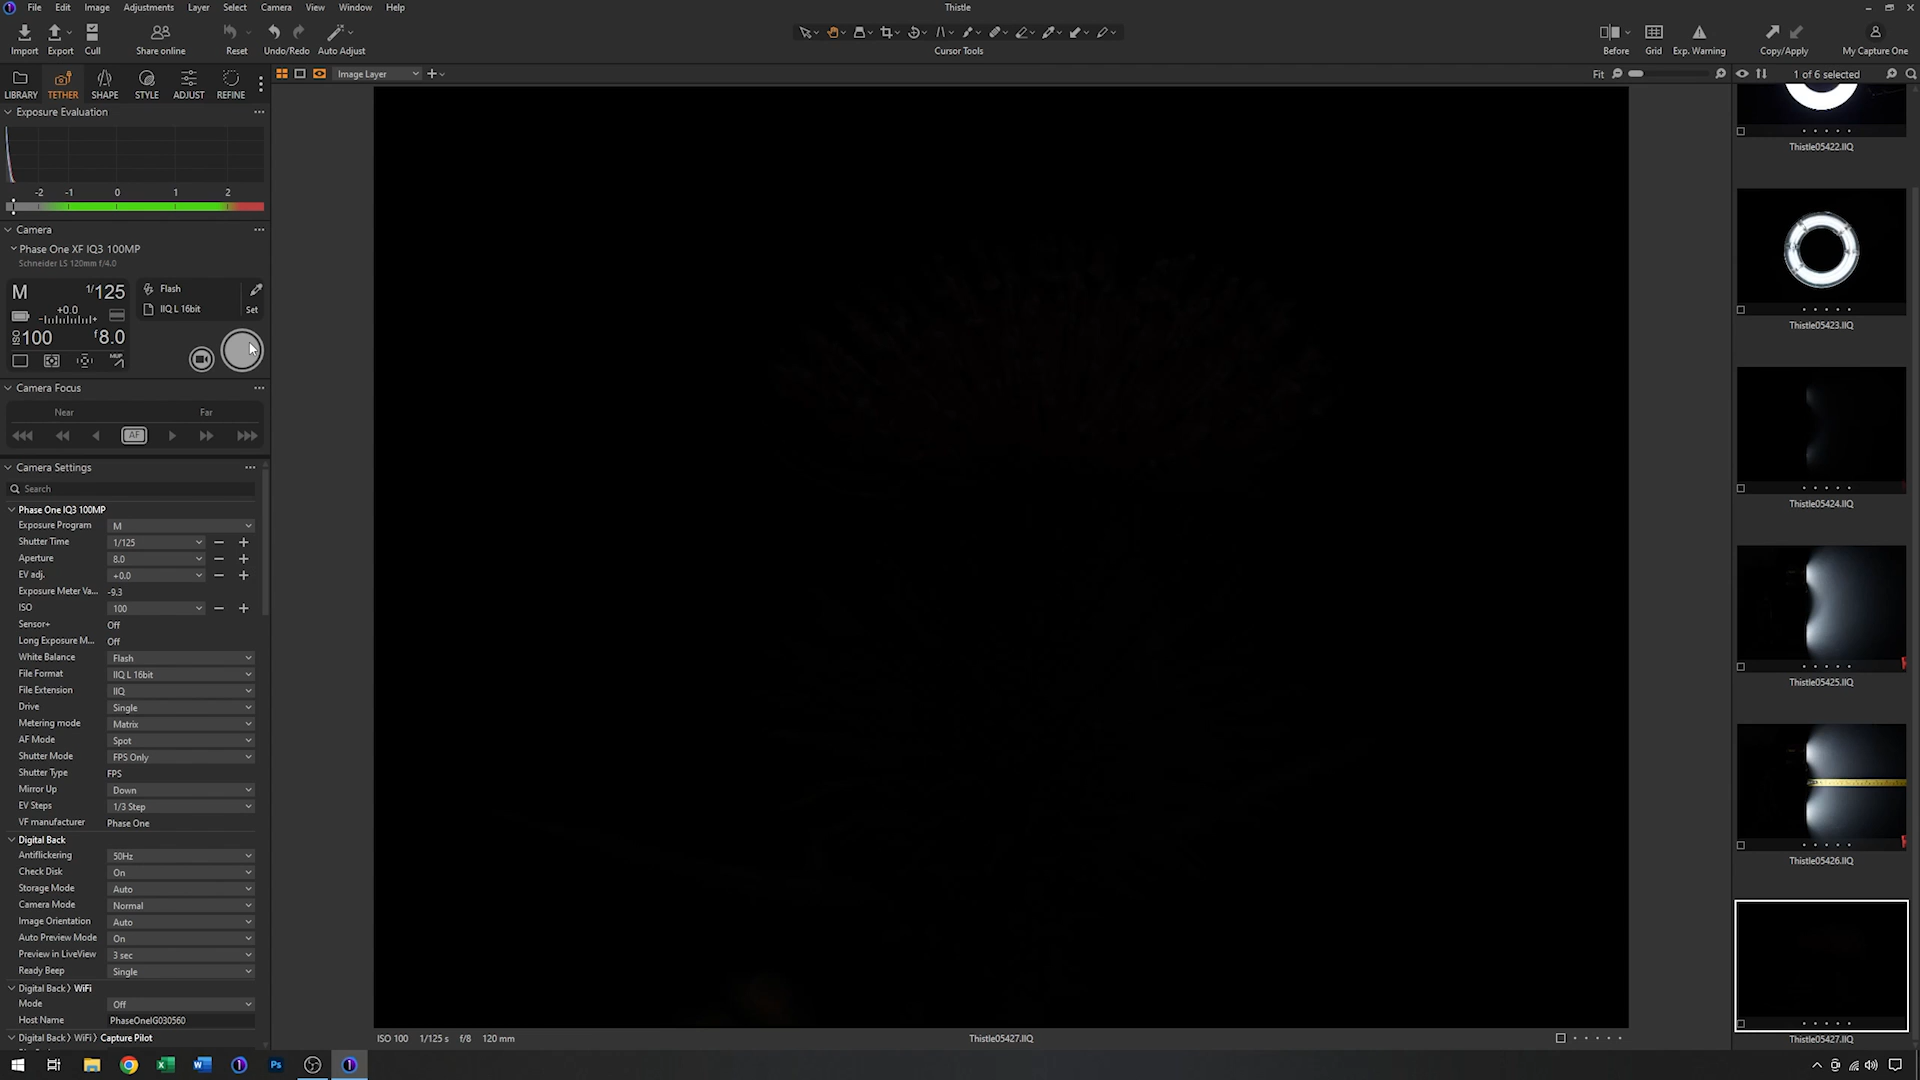 File Edit Image Adjustments Layer Select Camera View Window Help
Thistle
Import Export Cull Share online Reset Undo/Redo Auto Adjust
Cursor Tools
Before Grid Exp. Warning Copy/Apply My Capture One
LIBRARY TETHER SHAPE STYLE ADJUST REFINE
Image Layer
Fit
1 of 6 selected
Exposure Evaluation
-2 -1 0 1 2
Camera
Phase One XF IQ3 100MP
Schneider LS 120mm f/4.0
M 1/125
+0.0
ISO 100 f8.0
MUP
Flash
IIQ L 16bit
Set
Camera Focus
Near Far
AF
Camera Settings
Search
Phase One IQ3 100MP
Exposure Program M
Shutter Time 1/125
Aperture 8.0
EV adj. +0.0
Exposure Meter Va... -9.3
ISO 100
Sensor+ Off
Long Exposure M... Off
White Balance Flash
File Format IIQ L 16bit
File Extension IIQ
Drive Single
Metering mode Matrix
AF Mode Spot
Shutter Mode FPS Only
Shutter Type FPS
Mirror Up Down
EV Steps 1/3 Step
VF manufacturer Phase One
Digital Back
Antiflickering 50Hz
Check Disk On
Storage Mode Auto
Camera Mode Normal
Image Orientation Auto
Auto Preview Mode On
Preview in LiveView 3 sec
Ready Beep Single
Digital Back > WiFi
Mode Off
Host Name PhaseOneIG030560
Digital Back > WiFi > Capture Pilot
ISO 100 1/125 s f/8 120 mm
Thistle05427.IIQ
Thistle05422.IIQ
Thistle05423.IIQ
Thistle05424.IIQ
Thistle05425.IIQ
Thistle05426.IIQ
Thistle05427.IIQ